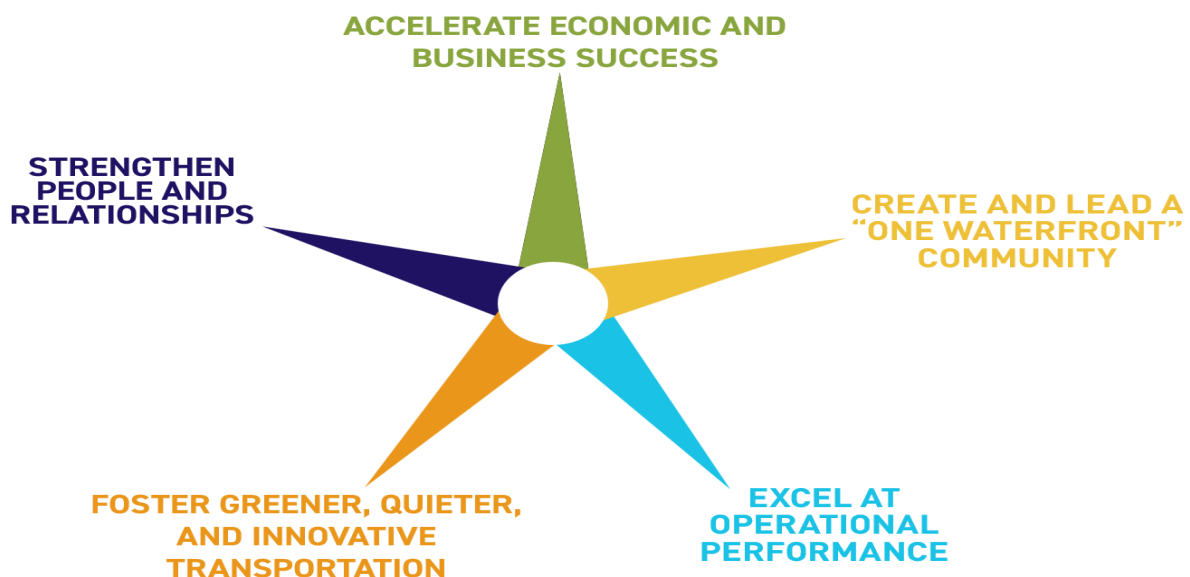 ACCELERATE ECONOMIC AND
BUSINESS SUCCESS
STRENGTHEN
PEOPLE AND
RELATIONSHIPS
CREATE AND LEAD A
“ONE WATERFRONT”
COMMUNITY
FOSTER GREENER, QUIETER,
AND INNOVATIVE
TRANSPORTATION
EXCEL AT
OPERATIONAL
PERFORMANCE